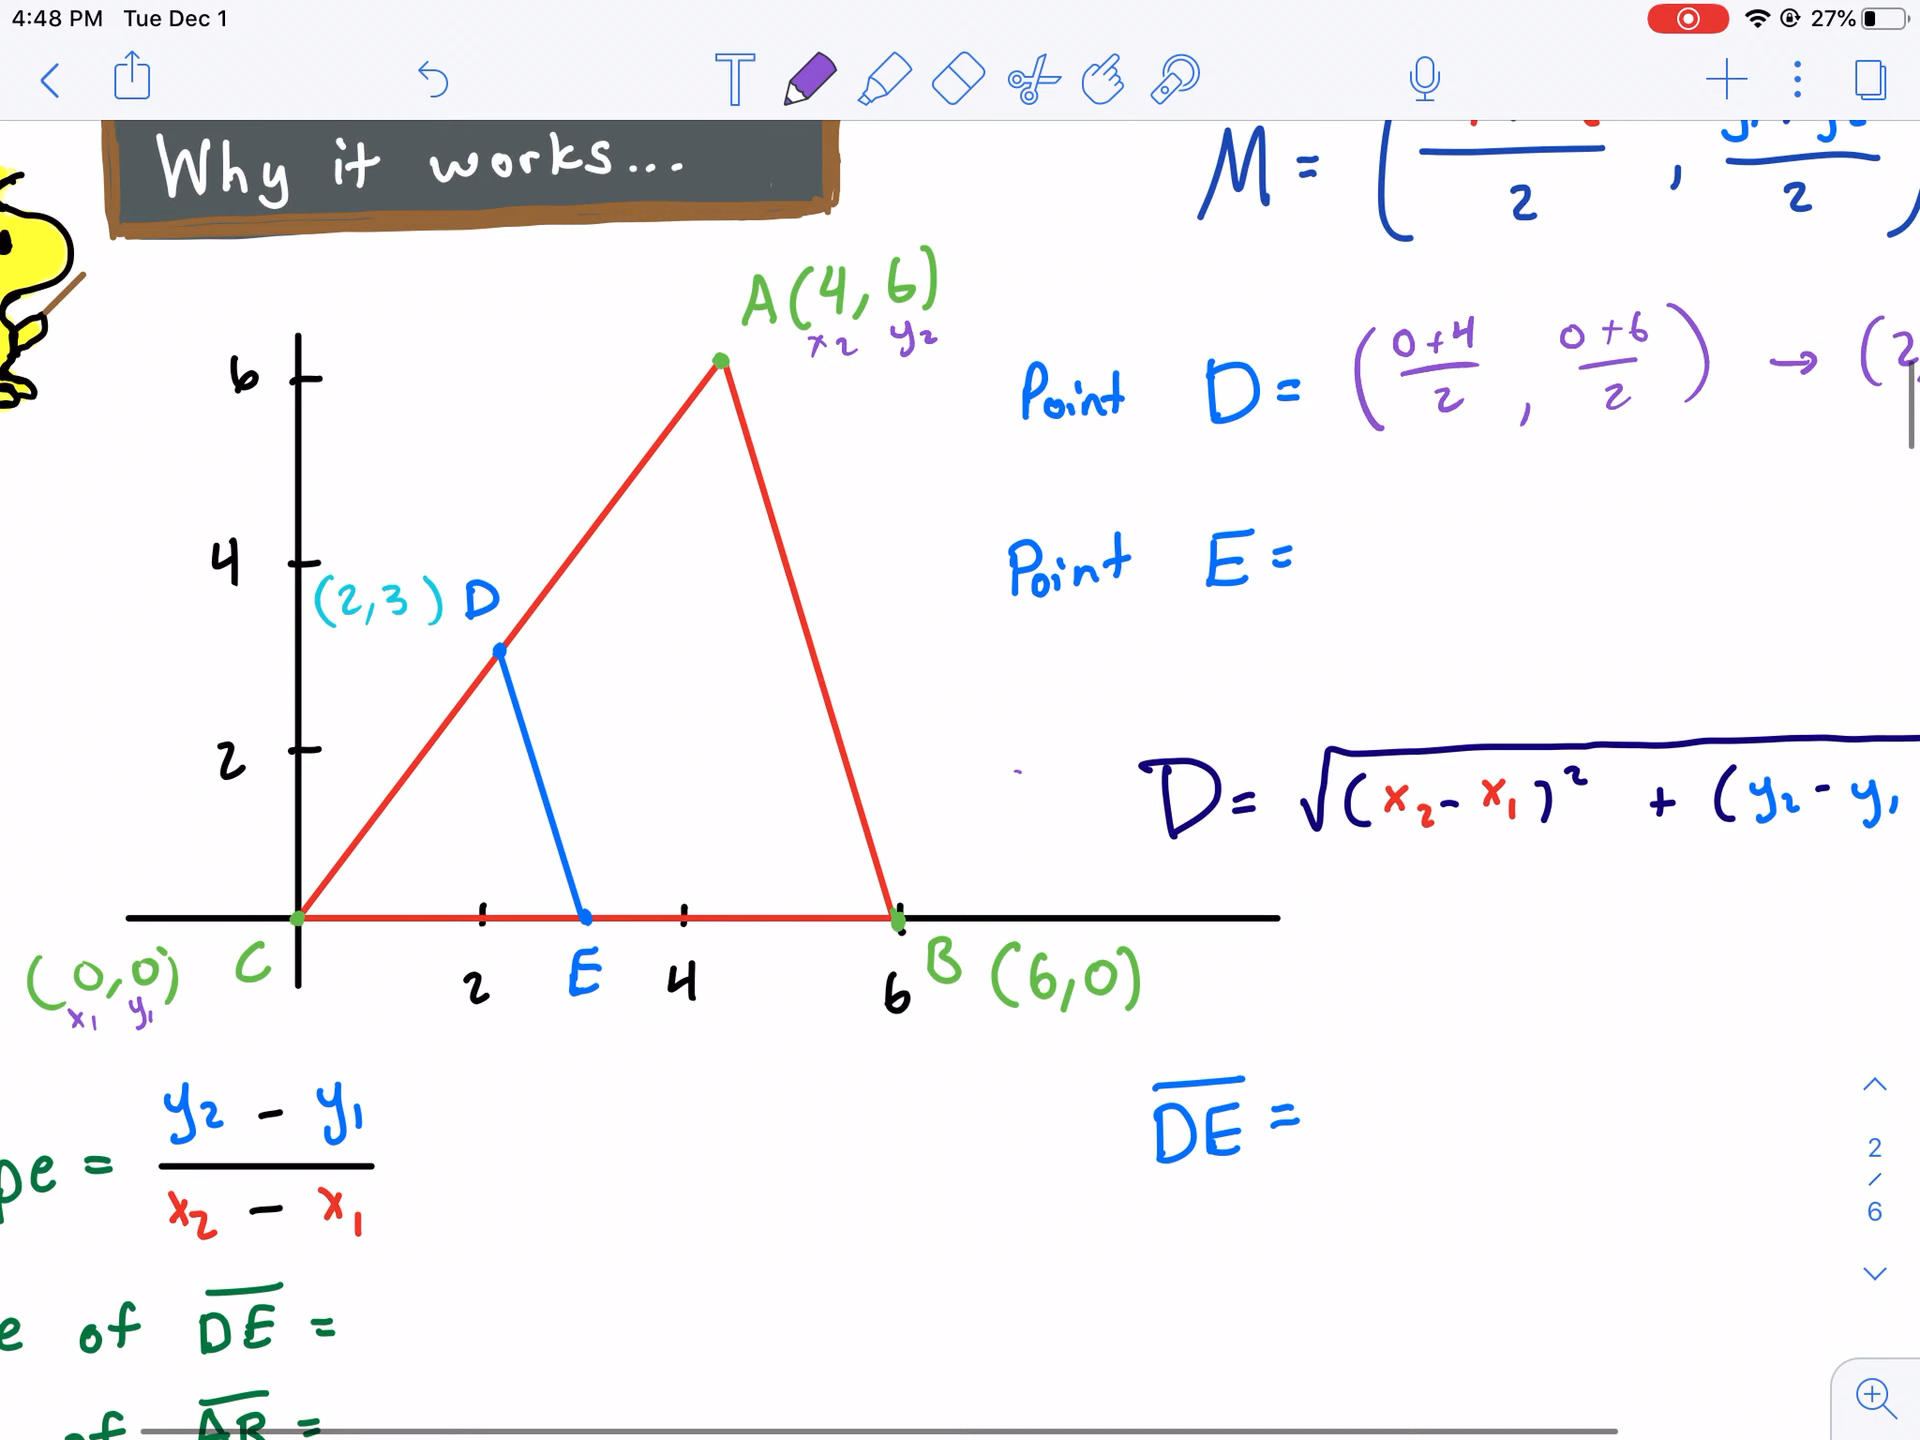 4:48 PM Tue Dec 1
27%
Why it works...
M = ( / 2 , / 2 )
A (4, 6)
x2 y2
6
Point D = ( 0+4 / 2 , 0+6 / 2 ) → (2,
4
(2,3) D
Point E =
2
D = √(x2 - x1)² + (y2 - y1
(0,0) C
x1 y1
2 E 4 6 B (6,0)
y2 - y1
pe =
x2 - x1
DE =
2
/
6
e of DE =
of AB =